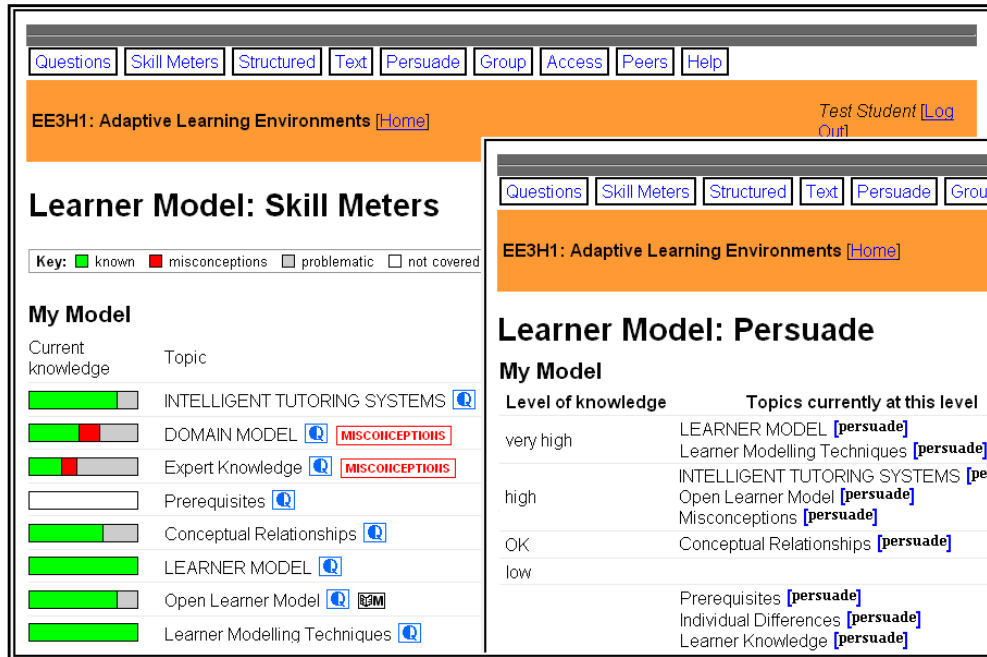 Questions Skill Meters Structured Text Persuade Group Access Peers Help
EE3H1: Adaptive Learning Environments [Home]
Test Student [Log
Out]
Learner Model: Skill Meters
Key: known misconceptions problematic not covered
My Model
Current
knowledge
Topic
INTELLIGENT TUTORING SYSTEMS Q
DOMAIN MODEL Q MISCONCEPTIONS
Expert Knowledge Q MISCONCEPTIONS
Prerequisites Q
Conceptual Relationships Q
LEARNER MODEL Q
Open Learner Model Q M
Learner Modelling Techniques Q
Questions Skill Meters Structured Text Persuade Grou
EE3H1: Adaptive Learning Environments [Home]
Learner Model: Persuade
My Model
Level of knowledge Topics currently at this level
very high
LEARNER MODEL [persuade]
Learner Modelling Techniques [persuade]
high
INTELLIGENT TUTORING SYSTEMS [pe
Open Learner Model [persuade]
Misconceptions [persuade]
OK Conceptual Relationships [persuade]
low
Prerequisites [persuade]
Individual Differences [persuade]
Learner Knowledge [persuade]